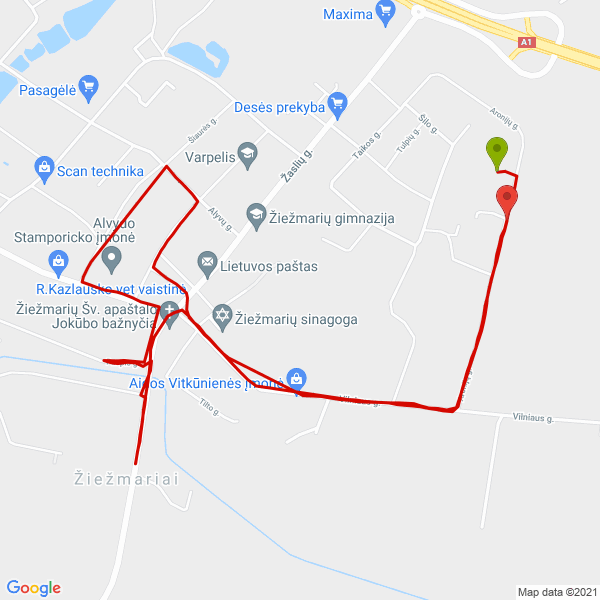 Maxima
A1
Pasagėlė
Desės prekyba
Aronijų g.
Šiaurės g.
Šilo g.
Tulpių g.
Taikos g.
Varpelis
Scan technika
Žaslių g.
Alyvų g.
Žiežmarių gimnazija
Alvydo
Stamporicko įmonė
Lietuvos paštas
R.Kazlausko vet vaistinė
Žiežmarių Šv. apaštalo
Jokūbo bažnyčia
Žiežmarių sinagoga
Aldos Vitkūnienės įmonė
Vilniaus g.
Tilto g.
Vilniaus g.
Žiežmariai
Google
Map data ©2021